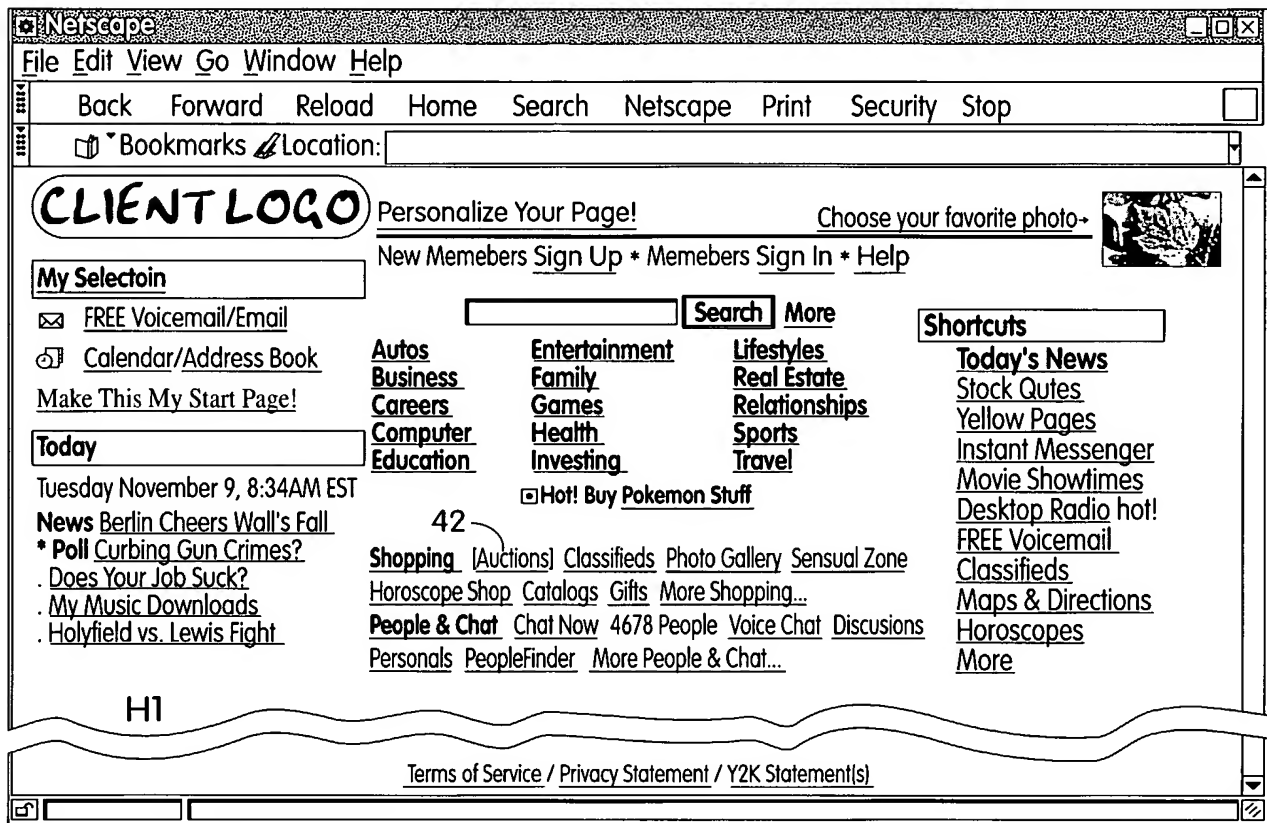 Netscape
File Edit View Go Window Help
Back Forward Reload Home Search Netscape Print Security Stop
Bookmarks Location:
CLIENT LOGO
Personalize Your Page! Choose your favorite photo→
New Memebers Sign Up * Memebers Sign In * Help
My Selectoin
FREE Voicemail/Email
Calendar/Address Book
Make This My Start Page!
Today
Tuesday November 9, 8:34AM EST
News Berlin Cheers Wall's Fall
* Poll Curbing Gun Crimes?
. Does Your Job Suck?
. My Music Downloads
. Holyfield vs. Lewis Fight
H1
Search More
Autos Entertainment Lifestyles
Business Family Real Estate
Careers Games Relationships
Computer Health Sports
Education Investing Travel
Hot! Buy Pokemon Stuff
42
Shopping [Auctions] Classifieds Photo Gallery Sensual Zone
Horoscope Shop Catalogs Gifts More Shopping...
People & Chat Chat Now 4678 People Voice Chat Discusions
Personals PeopleFinder More People & Chat...
Shortcuts
Today's News
Stock Qutes
Yellow Pages
Instant Messenger
Movie Showtimes
Desktop Radio hot!
FREE Voicemail
Classifieds
Maps & Directions
Horoscopes
More
Terms of Service / Privacy Statement / Y2K Statement(s)